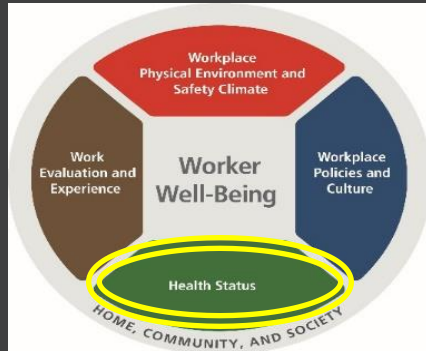 Workplace
Physical Environment and
Safety Climate
Work
Evaluation and
Experience
Worker
Well-Being
Workplace
Policies and
Culture
Health Status
HOME, COMMUNITY, AND SOCIETY